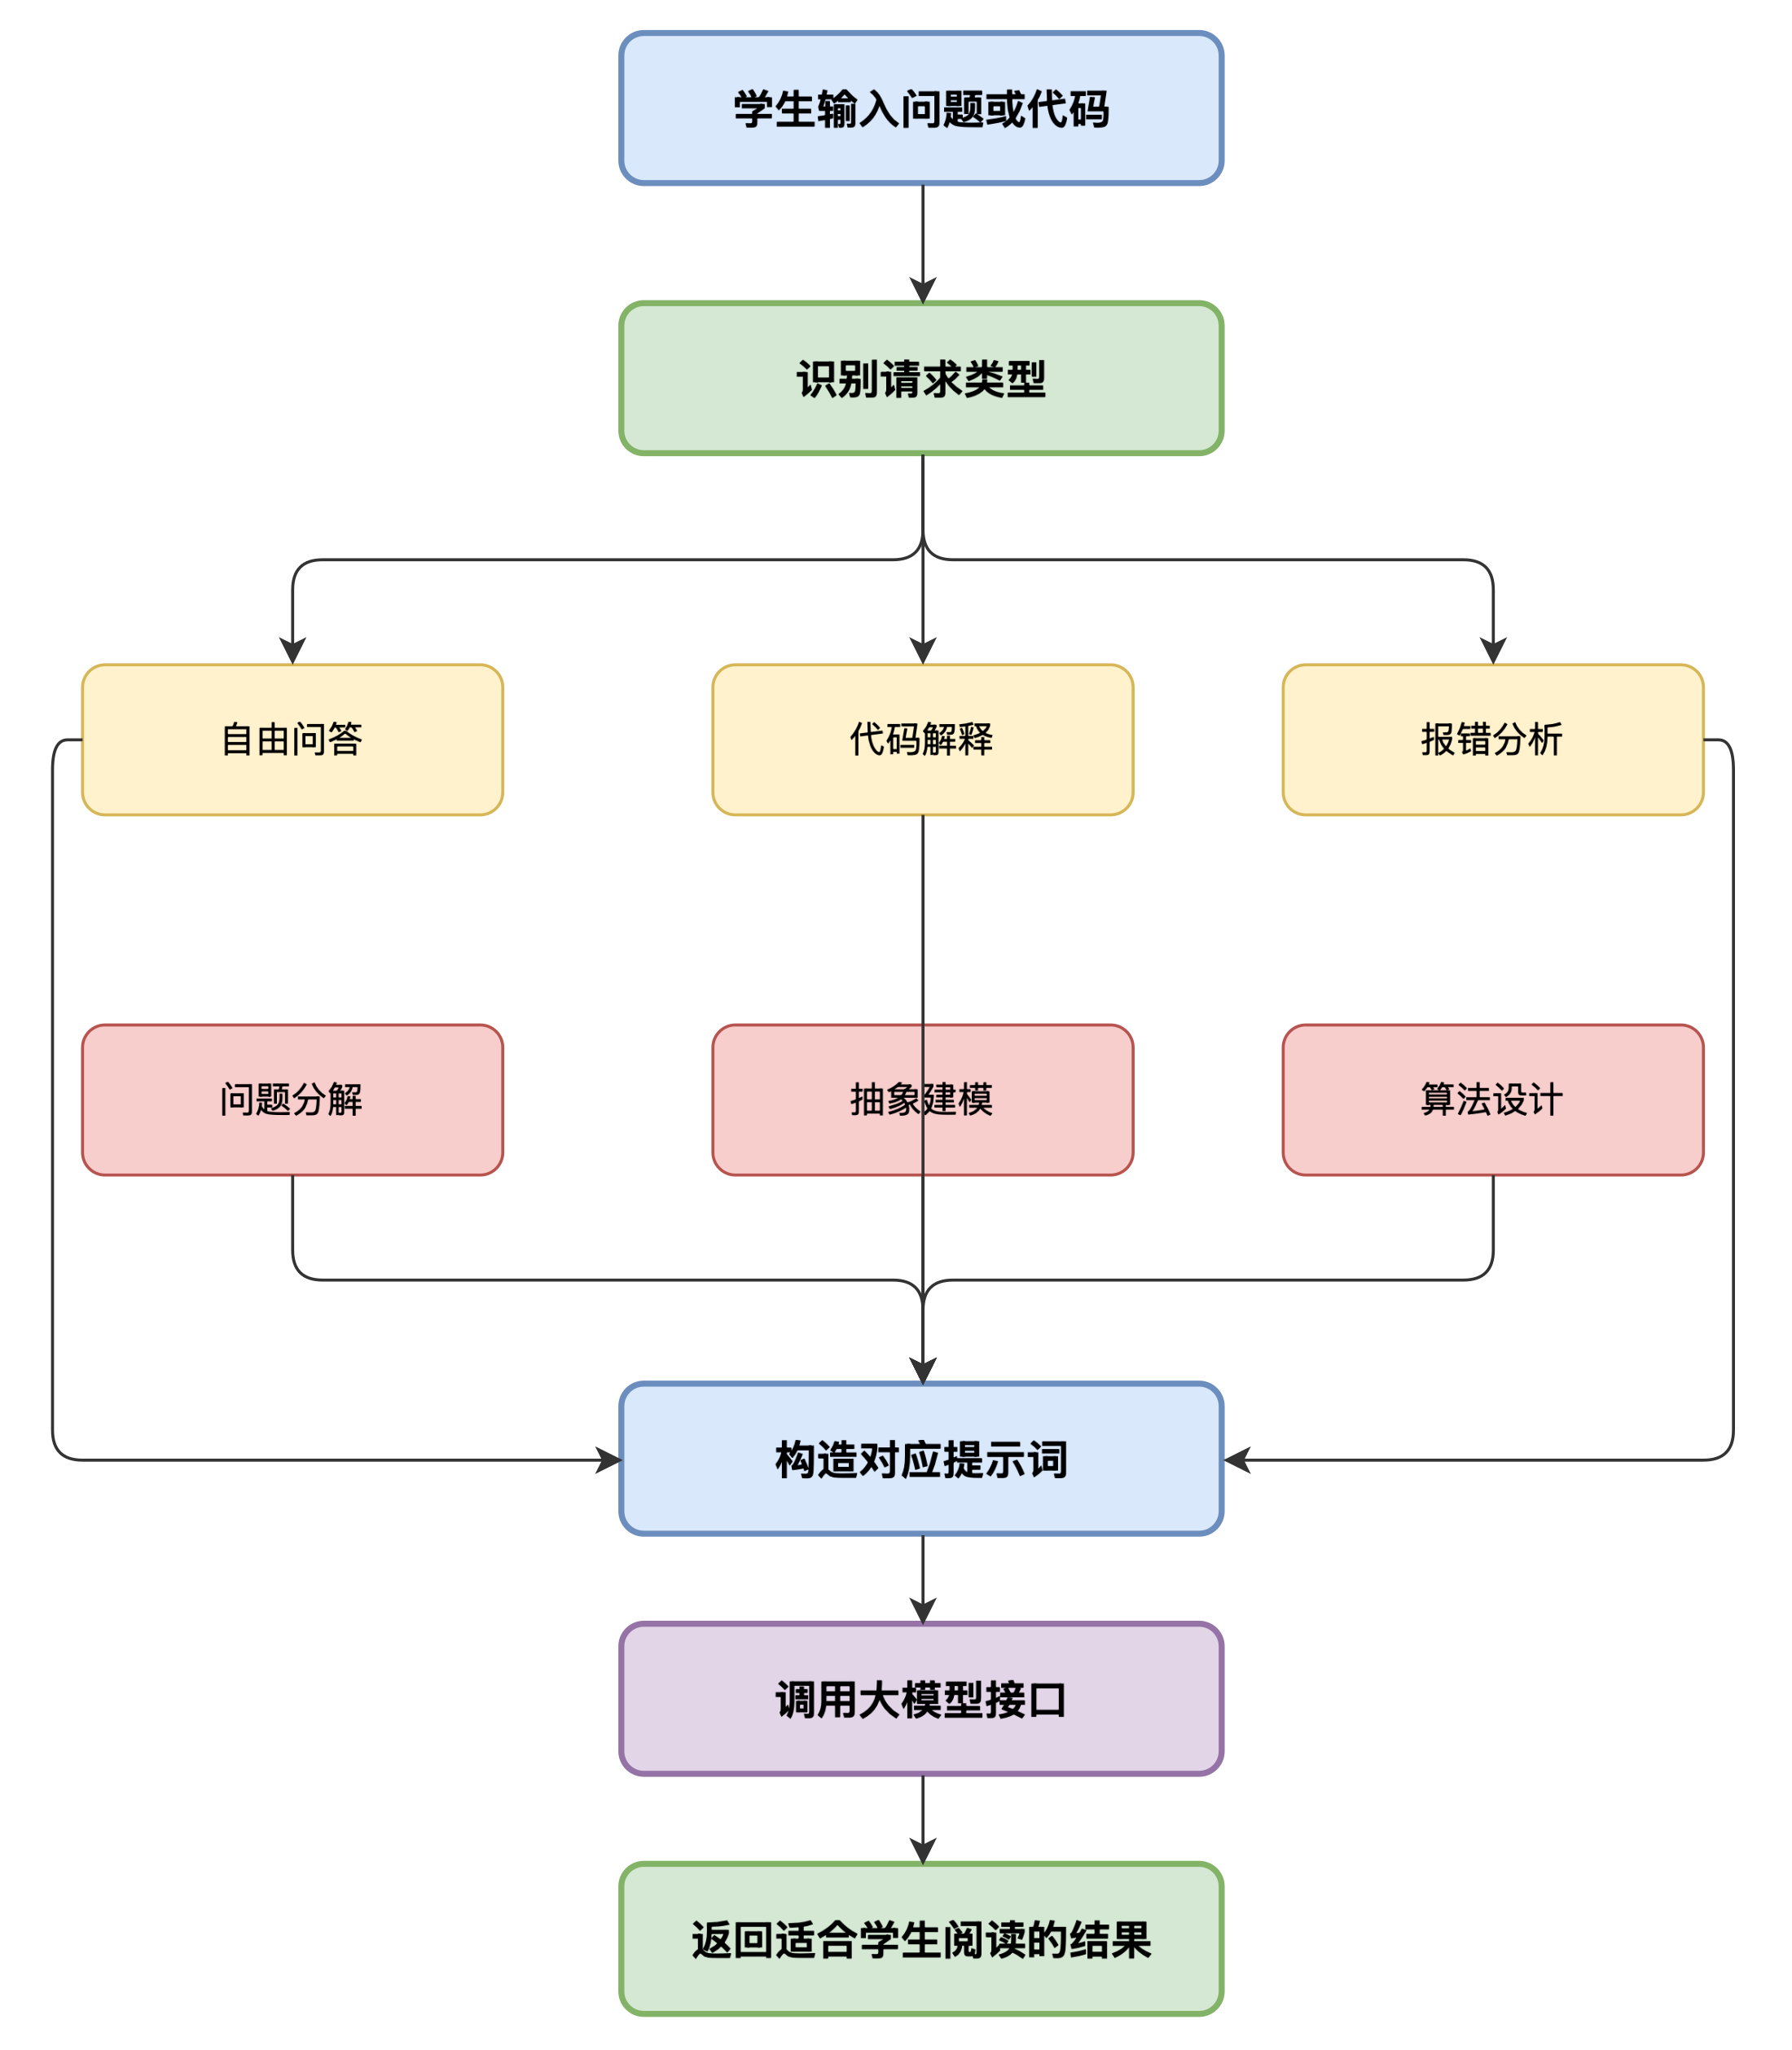 学生输入问题或代码
识别请求类型
自由问答
代码解释
报错分析
问题分解
抽象建模
算法设计
构造对应提示词
调用大模型接口
返回适合学生阅读的结果